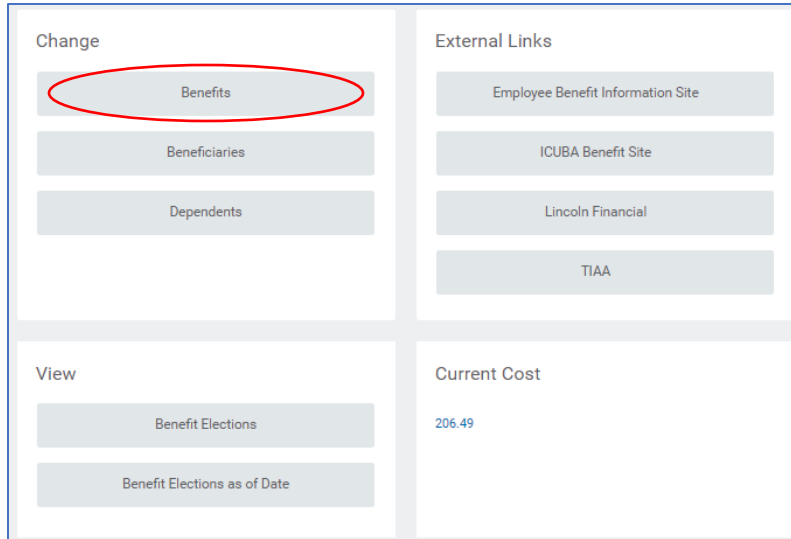 Change
Benefits
Beneficiaries
Dependents
External Links
Employee Benefit Information Site
ICUBA Benefit Site
Lincoln Financial
TIAA
View
Benefit Elections
Benefit Elections as of Date
Current Cost
206.49